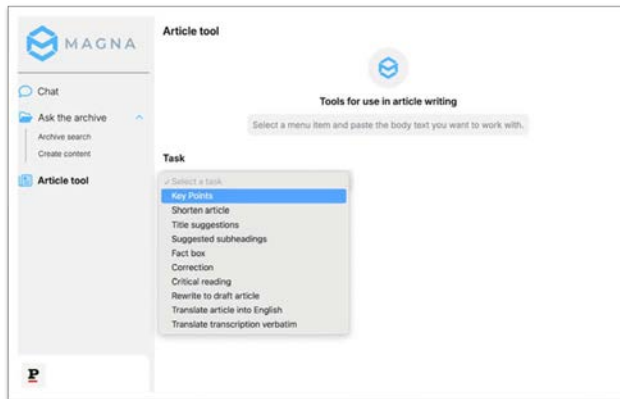 MAGNA
Chat
Ask the archive
Archive search
Create content
Article tool
Article tool
Tools for use in article writing
Select a menu item and paste the body text you want to work with.
Task
✓ Select a task
Key Points
Shorten article
Title suggestions
Suggested subheadings
Fact box
Correction
Critical reading
Rewrite to draft article
Translate article into English
Translate transcription verbatim
P